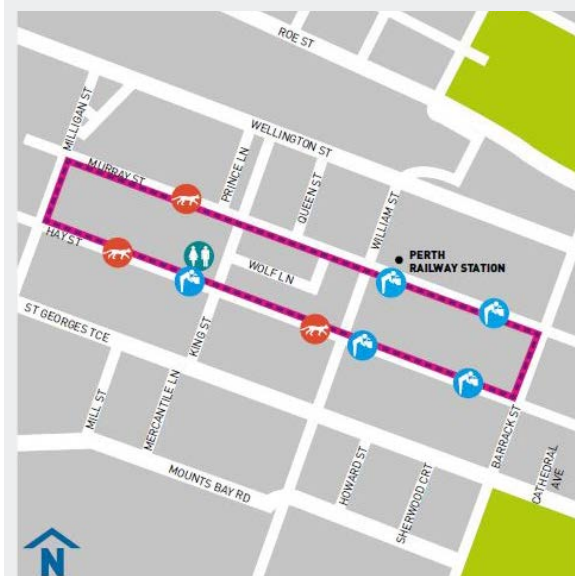 ROE ST
MILLIGAN ST
WELLINGTON ST
MURRAY ST
PRINCE LN
QUEEN ST
WILLIAM ST
PERTH
RAILWAY STATION
HAY ST
WOLF LN
ST GEORGES TCE
KING ST
MILL ST
MERCANTILE LN
BARRACK ST
CATHEDRAL
AVE
MOUNTS BAY RD
HOWARD ST
SHERWOOD CRT
N